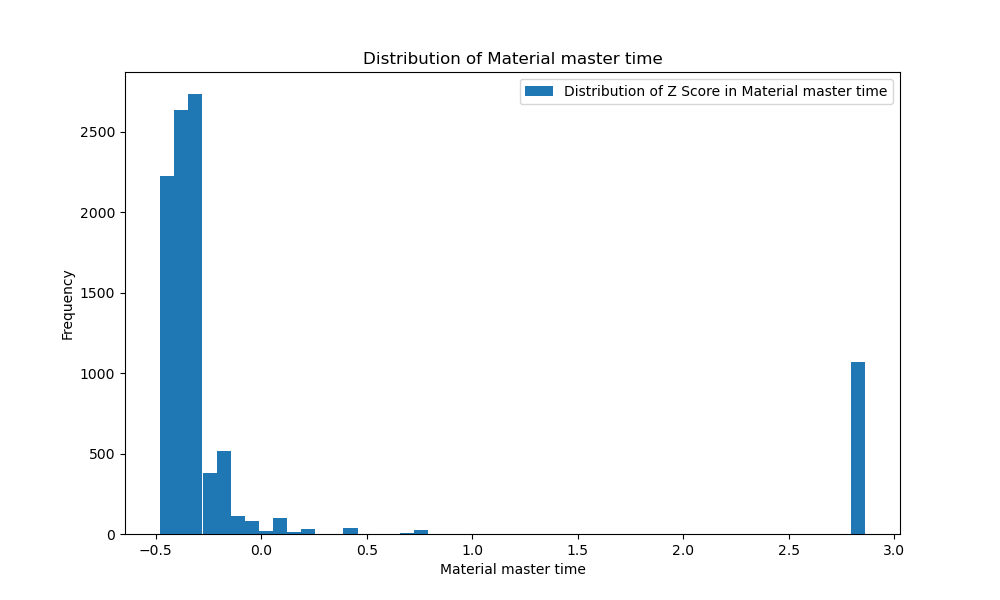 Distribution of Material master time
Distribution of Z Score in Material master time
Frequency
2500
2000
1500
1000
500
0
−0.5 0.0 0.5 1.0 1.5 2.0 2.5 3.0
Material master time